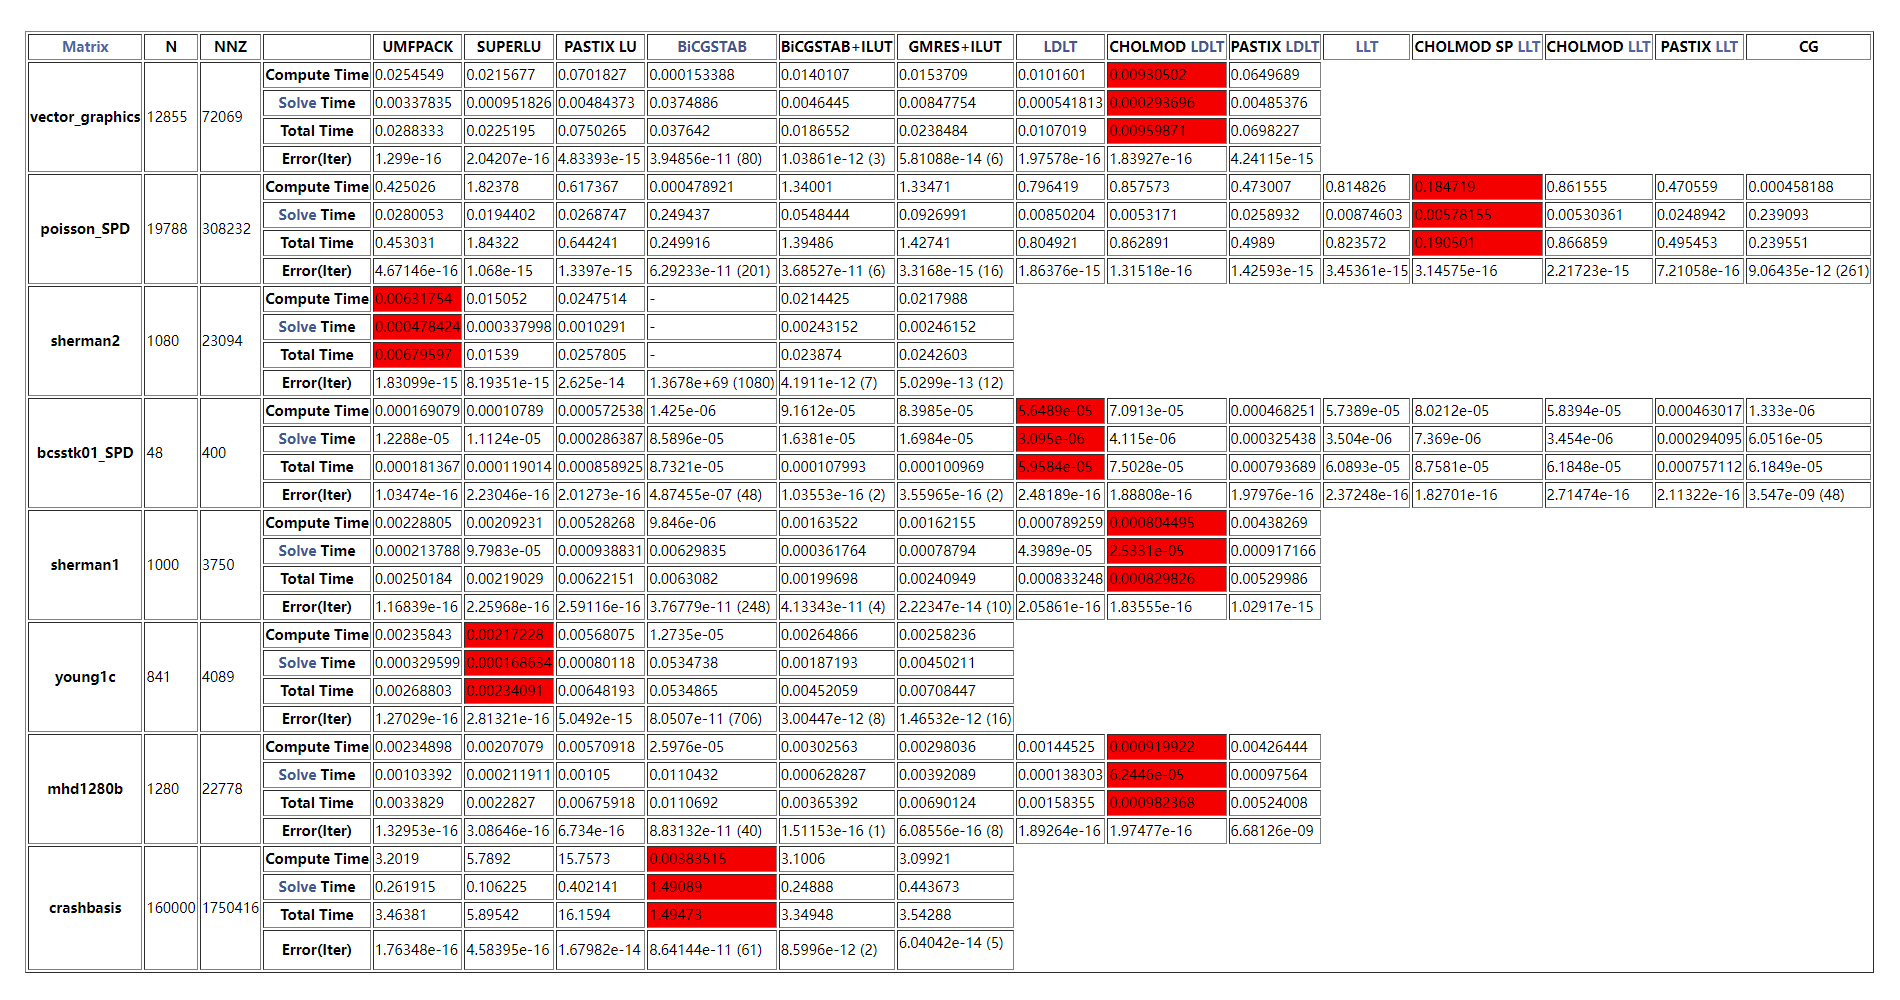 Matrix N NNZ UMFPACK SUPERLU PASTIX LU BiCGSTAB BiCGSTAB+ILUT GMRES+ILUT LDLT CHOLMOD LDLT PASTIX LDLT LLT CHOLMOD SP LLT CHOLMOD LLT PASTIX LLT CG
vector_graphics 12855 72069
Compute Time 0.0254549 0.0215677 0.0701827 0.000153388 0.0140107 0.0153709 0.0101601 0.00930502 0.0649689
Solve Time 0.00337835 0.000951826 0.00484373 0.0374886 0.0046445 0.00847754 0.000541813 0.000293696 0.00485376
Total Time 0.0288333 0.0225195 0.0750265 0.037642 0.0186552 0.0238484 0.0107019 0.00959871 0.0698227
Error(Iter) 1.299e-16 2.04207e-16 4.83393e-15 3.94856e-11 (80) 1.03861e-12 (3) 5.81088e-14 (6) 1.97578e-16 1.83927e-16 4.24115e-15
poisson_SPD 19788 308232
Compute Time 0.425026 1.82378 0.617367 0.000478921 1.34001 1.33471 0.796419 0.857573 0.473007 0.814826 0.184719 0.861555 0.470559 0.000458188
Solve Time 0.0280053 0.0194402 0.0268747 0.249437 0.0548444 0.0926991 0.00850204 0.0053171 0.0258932 0.00874603 0.00578155 0.00530361 0.0248942 0.239093
Total Time 0.453031 1.84322 0.644241 0.249916 1.39486 1.42741 0.804921 0.862891 0.4989 0.823572 0.190501 0.866859 0.495453 0.239551
Error(Iter) 4.67146e-16 1.068e-15 1.3397e-15 6.29233e-11 (201) 3.68527e-11 (6) 3.3168e-15 (16) 1.86376e-15 1.31518e-16 1.42593e-15 3.45361e-15 3.14575e-16 2.21723e-15 7.21058e-16 9.06435e-12 (261)
sherman2 1080 23094
Compute Time 0.00631754 0.015052 0.0247514 - 0.0214425 0.0217988
Solve Time 0.000478424 0.000337998 0.0010291 - 0.00243152 0.00246152
Total Time 0.00679597 0.01539 0.0257805 - 0.023874 0.0242603
Error(Iter) 1.83099e-15 8.19351e-15 2.625e-14 1.3678e+69 (1080) 4.1911e-12 (7) 5.0299e-13 (12)
bcsstk01_SPD 48 400
Compute Time 0.000169079 0.00010789 0.000572538 1.425e-06 9.1612e-05 8.3985e-05 5.6489e-05 7.0913e-05 0.000468251 5.7389e-05 8.0212e-05 5.8394e-05 0.000463017 1.333e-06
Solve Time 1.2288e-05 1.1124e-05 0.000286387 8.5896e-05 1.6381e-05 1.6984e-05 3.095e-06 4.115e-06 0.000325438 3.504e-06 7.369e-06 3.454e-06 0.000294095 6.0516e-05
Total Time 0.000181367 0.000119014 0.000858925 8.7321e-05 0.000107993 0.000100969 5.9584e-05 7.5028e-05 0.000793689 6.0893e-05 8.7581e-05 6.1848e-05 0.000757112 6.1849e-05
Error(Iter) 1.03474e-16 2.23046e-16 2.01273e-16 4.87455e-07 (48) 1.03553e-16 (2) 3.55965e-16 (2) 2.48189e-16 1.88808e-16 1.97976e-16 2.37248e-16 1.82701e-16 2.71474e-16 2.11322e-16 3.547e-09 (48)
sherman1 1000 3750
Compute Time 0.00228805 0.00209231 0.00528268 9.846e-06 0.00163522 0.00162155 0.000789259 0.000804495 0.00438269
Solve Time 0.000213788 9.7983e-05 0.000938831 0.00629835 0.000361764 0.00078794 4.3989e-05 2.5331e-05 0.000917166
Total Time 0.00250184 0.00219029 0.00622151 0.0063082 0.00199698 0.00240949 0.000833248 0.000829826 0.00529986
Error(Iter) 1.16839e-16 2.25968e-16 2.59116e-16 3.76779e-11 (248) 4.13343e-11 (4) 2.22347e-14 (10) 2.05861e-16 1.83555e-16 1.02917e-15
young1c 841 4089
Compute Time 0.00235843 0.00217228 0.00568075 1.2735e-05 0.00264866 0.00258236
Solve Time 0.000329599 0.000168634 0.00080118 0.0534738 0.00187193 0.00450211
Total Time 0.00268803 0.00234091 0.00648193 0.0534865 0.00452059 0.00708447
Error(Iter) 1.27029e-16 2.81321e-16 5.0492e-15 8.0507e-11 (706) 3.00447e-12 (8) 1.46532e-12 (16)
mhd1280b 1280 22778
Compute Time 0.00234898 0.00207079 0.00570918 2.5976e-05 0.00302563 0.00298036 0.00144525 0.000919922 0.00426444
Solve Time 0.00103392 0.000211911 0.00105 0.0110432 0.000628287 0.00392089 0.000138303 6.2446e-05 0.00097564
Total Time 0.0033829 0.0022827 0.00675918 0.0110692 0.00365392 0.00690124 0.00158355 0.000982368 0.00524008
Error(Iter) 1.32953e-16 3.08646e-16 6.734e-16 8.83132e-11 (40) 1.51153e-16 (1) 6.08556e-16 (8) 1.89264e-16 1.97477e-16 6.68126e-09
crashbasis 160000 1750416
Compute Time 3.2019 5.7892 15.7573 0.00383515 3.1006 3.09921
Solve Time 0.261915 0.106225 0.402141 1.49089 0.24888 0.443673
Total Time 3.46381 5.89542 16.1594 1.49473 3.34948 3.54288
Error(Iter) 1.76348e-16 4.58395e-16 1.67982e-14 8.64144e-11 (61) 8.5996e-12 (2) 6.04042e-14 (5)